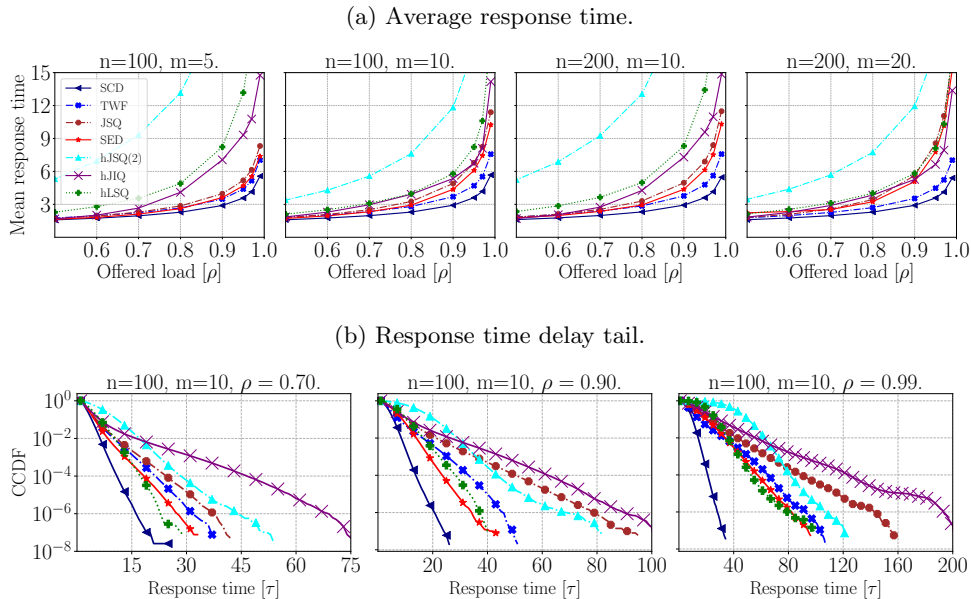 (a) Average response time.
n=100, m=5.
n=100, m=10.
n=200, m=10.
n=200, m=20.
Mean response time
15
12
9
6
3
SCD
TWF
JSQ
SED
hJSQ(2)
hJIQ
hLSQ
0.6 0.7 0.8 0.9 1.0
0.6 0.7 0.8 0.9 1.0
0.6 0.7 0.8 0.9 1.0
0.6 0.7 0.8 0.9 1.0
Offered load [ρ]
Offered load [ρ]
Offered load [ρ]
Offered load [ρ]
(b) Response time delay tail.
n=100, m=10, ρ = 0.70.
n=100, m=10, ρ = 0.90.
n=100, m=10, ρ = 0.99.
CCDF
10⁰
10⁻²
10⁻⁴
10⁻⁶
10⁻⁸
15 30 45 60 75
20 40 60 80 100
40 80 120 160 200
Response time [τ]
Response time [τ]
Response time [τ]